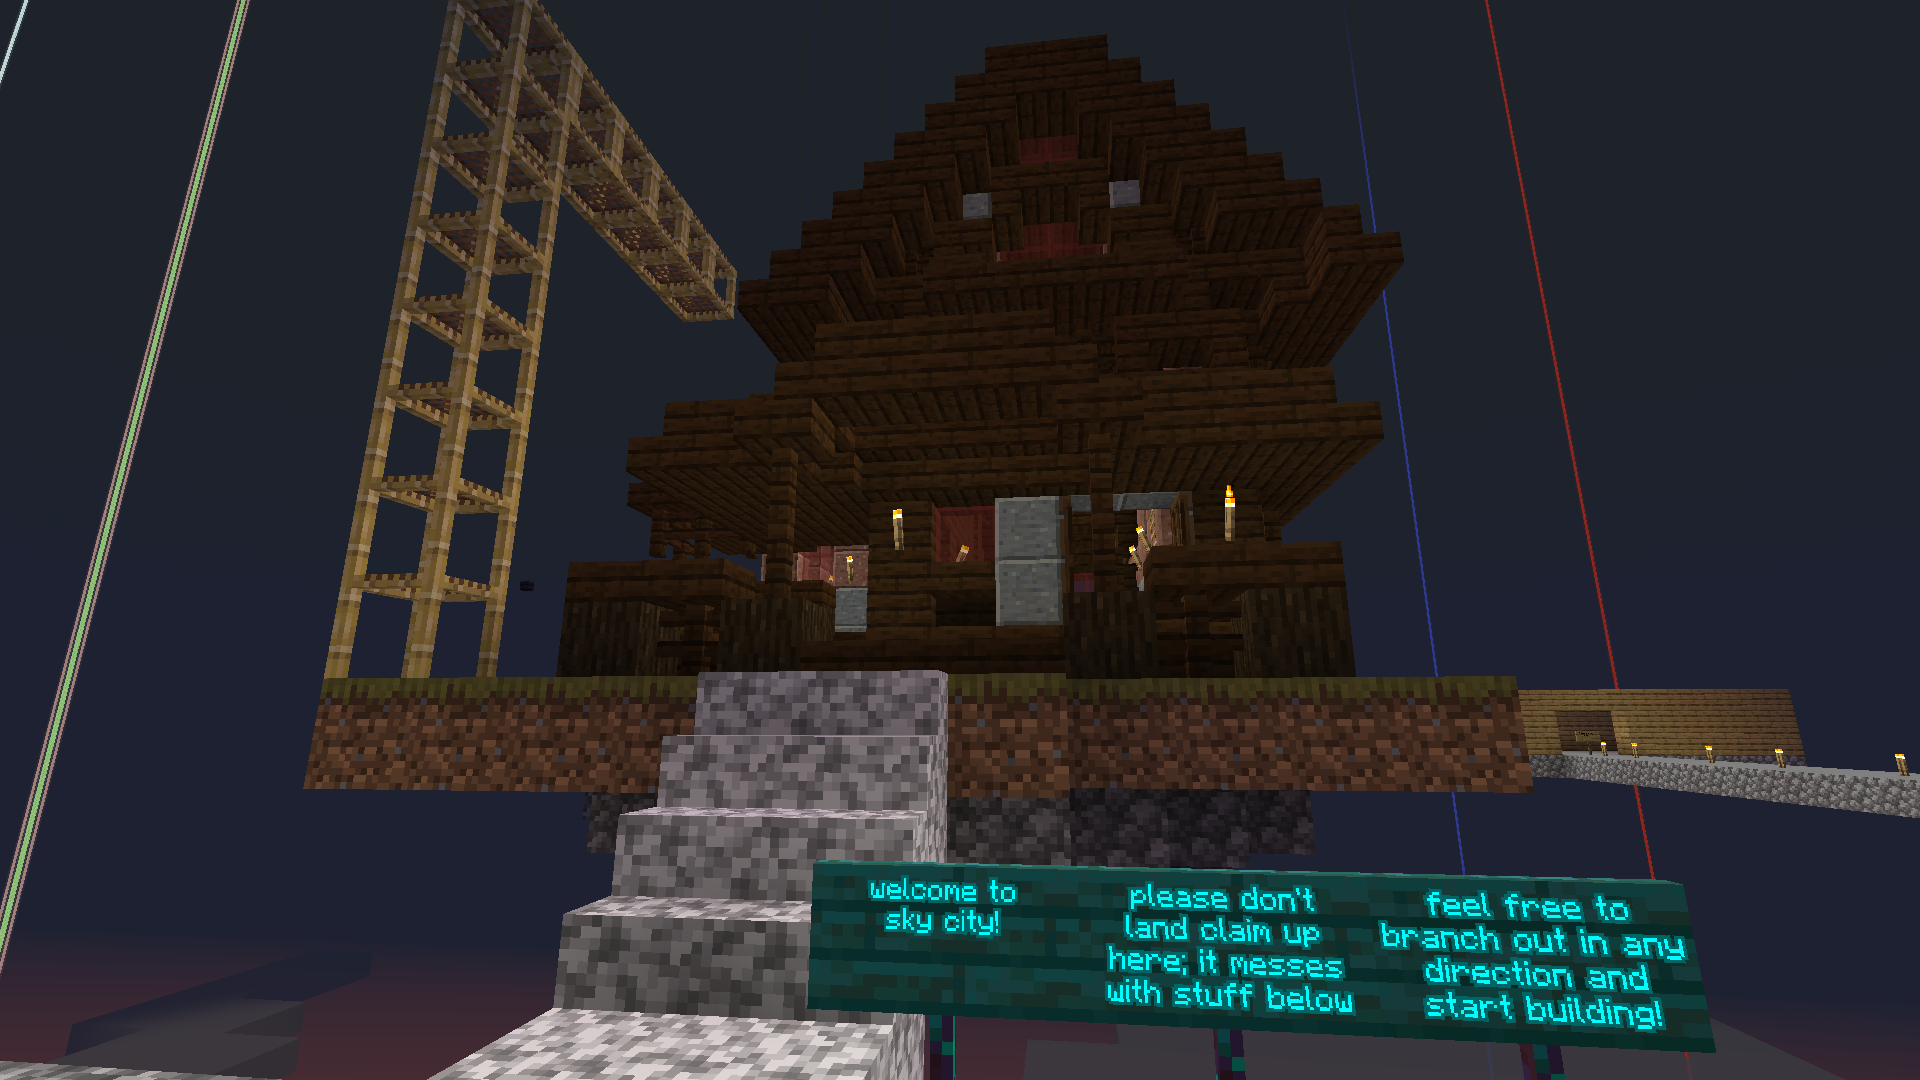 welcome to
sky city!
please don't
land claim up
here; it messes
with stuff below
feel free to
branch out in any
direction and
start building!